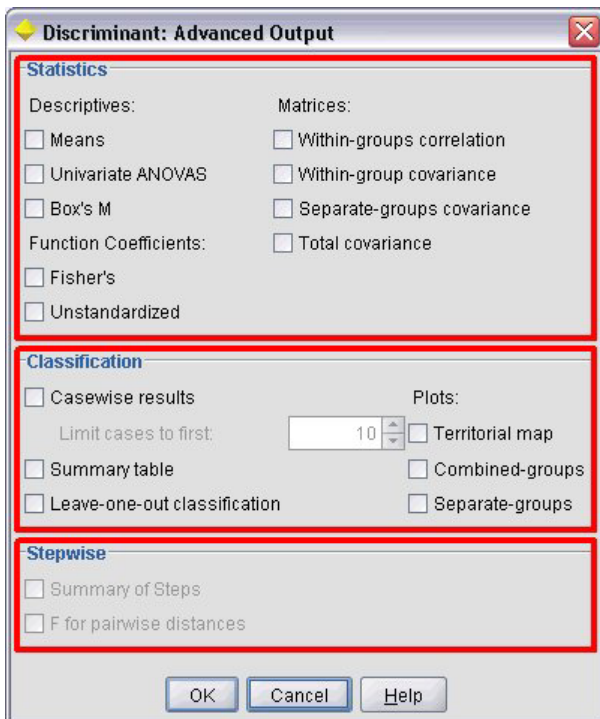 Discriminant: Advanced Output
Statistics
Descriptives:
Means
Univariate ANOVAS
Box's M
Function Coefficients:
Fisher's
Unstandardized
Matrices:
Within-groups correlation
Within-group covariance
Separate-groups covariance
Total covariance
Classification
Casewise results
Limit cases to first: 10
Summary table
Leave-one-out classification
Plots:
Territorial map
Combined-groups
Separate-groups
Stepwise
Summary of Steps
F for pairwise distances
OK Cancel Help